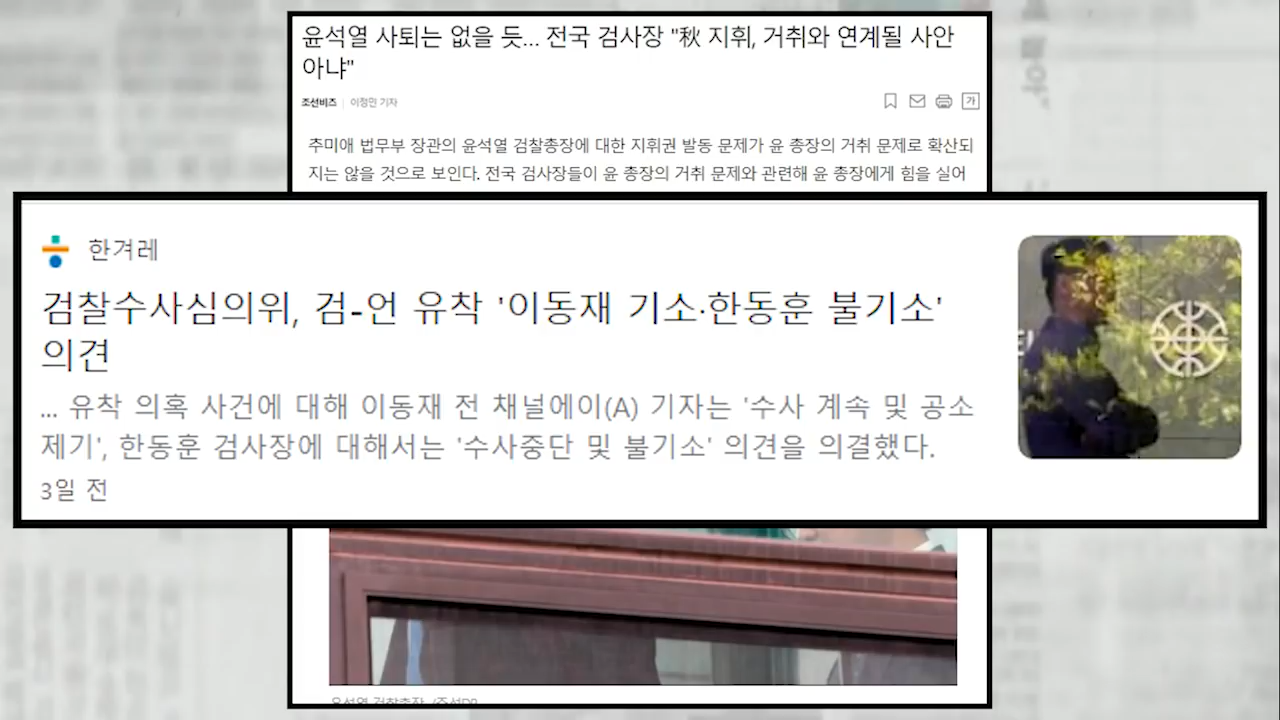 윤석열 사퇴는 없을 듯... 전국 검사장 "秋 지휘, 거취와 연계될 사안
아냐"
조선비즈 | 이정민 기자
가
추미애 법무부 장관의 윤석열 검찰총장에 대한 지휘권 발동 문제가 윤 총장의 거취 문제로 확산되
지는 않을 것으로 보인다. 전국 검사장들이 윤 총장의 거취 문제와 관련해 윤 총장에게 힘을 실어
한겨레
검찰수사심의위, 검-언 유착 '이동재 기소·한동훈 불기소'
의견
... 유착 의혹 사건에 대해 이동재 전 채널에이(A) 기자는 '수사 계속 및 공소
제기', 한동훈 검사장에 대해서는 '수사중단 및 불기소' 의견을 의결했다.
3일 전